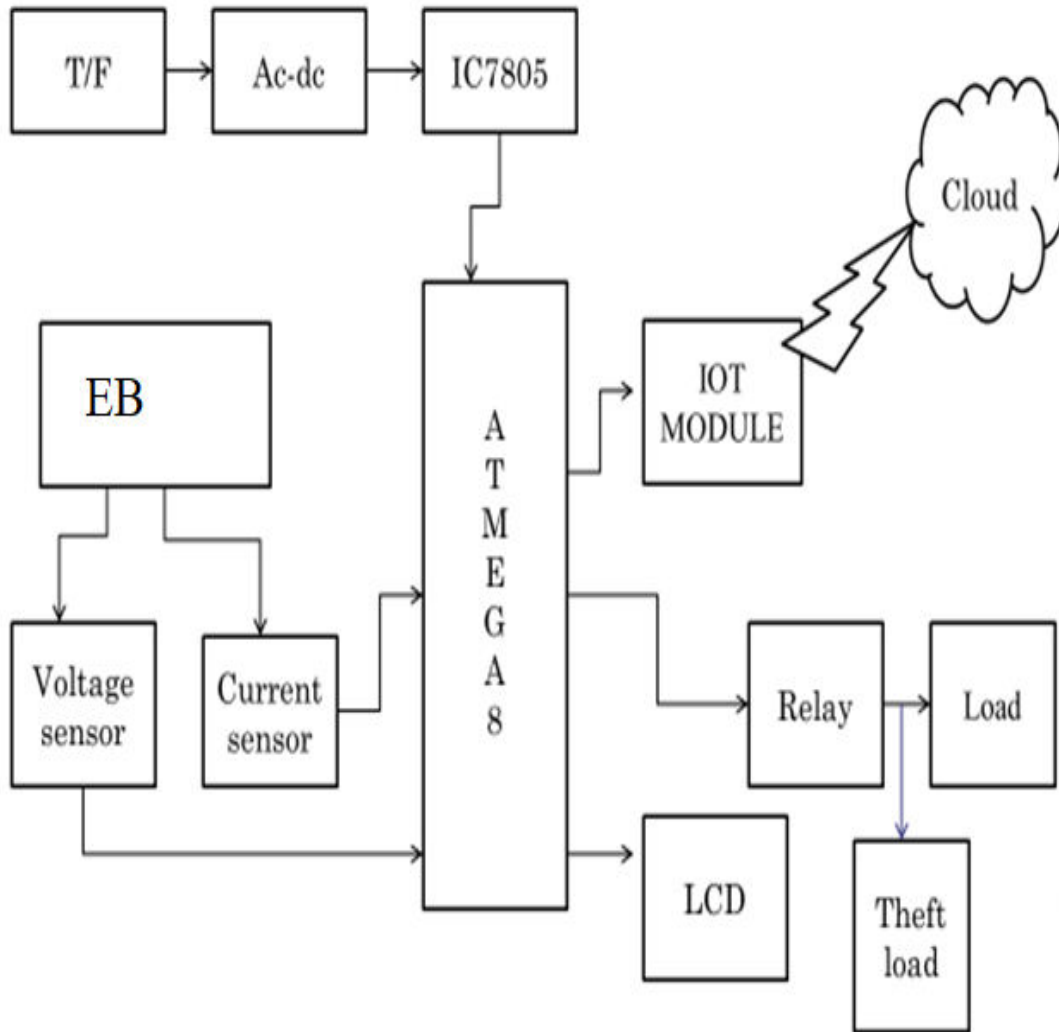 T/F
Ac-dc
IC7805
Cloud
EB
A
T
M
E
G
A
8
IOT
MODULE
Voltage
sensor
Current
sensor
Relay
Load
LCD
Theft
load